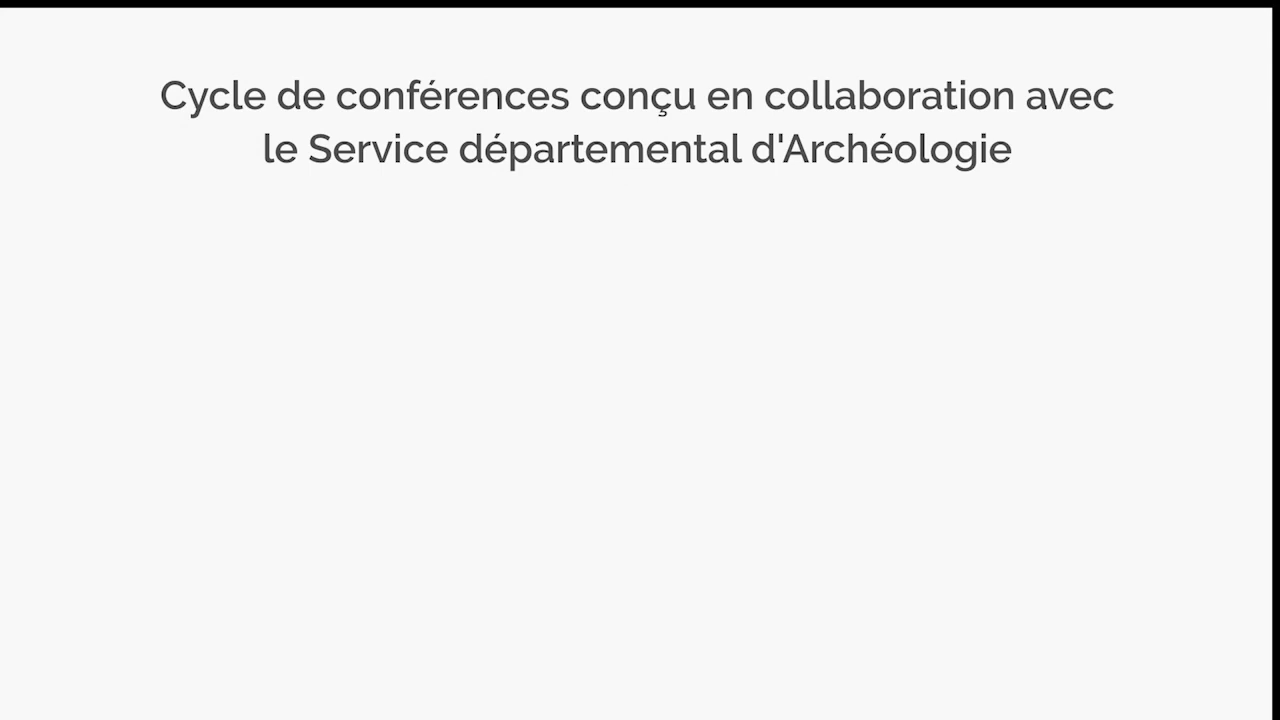 Cycle de conférences conçu en collaboration avec
le Service départemental d'Archéologie